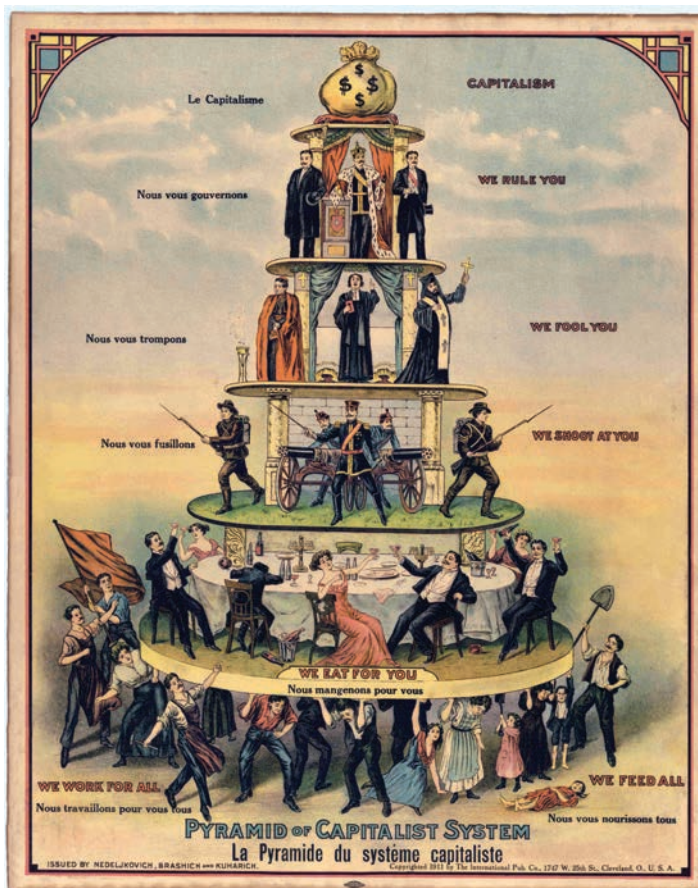 $ $ $ $
Le Capitalisme
CAPITALISM
Nous vous gouvernons
WE RULE YOU
Nous vous trompons
WE FOOL YOU
Nous vous fusillons
WE SHOOT AT YOU
WE EAT FOR YOU
Nous mangenons pour vous
WE WORK FOR ALL
WE FEED ALL
Nous travaillons pour vous tous
Nous vous nourissons tous
PYRAMID OF CAPITALIST SYSTEM
La Pyramide du système capitaliste
ISSUED BY NEDELJKOVICH, BRASHICH AND KUHARICH.
Copyrighted 1911 by The International Pub. Co., 1747 W. 25th St., Cleveland, O., U. S. A.